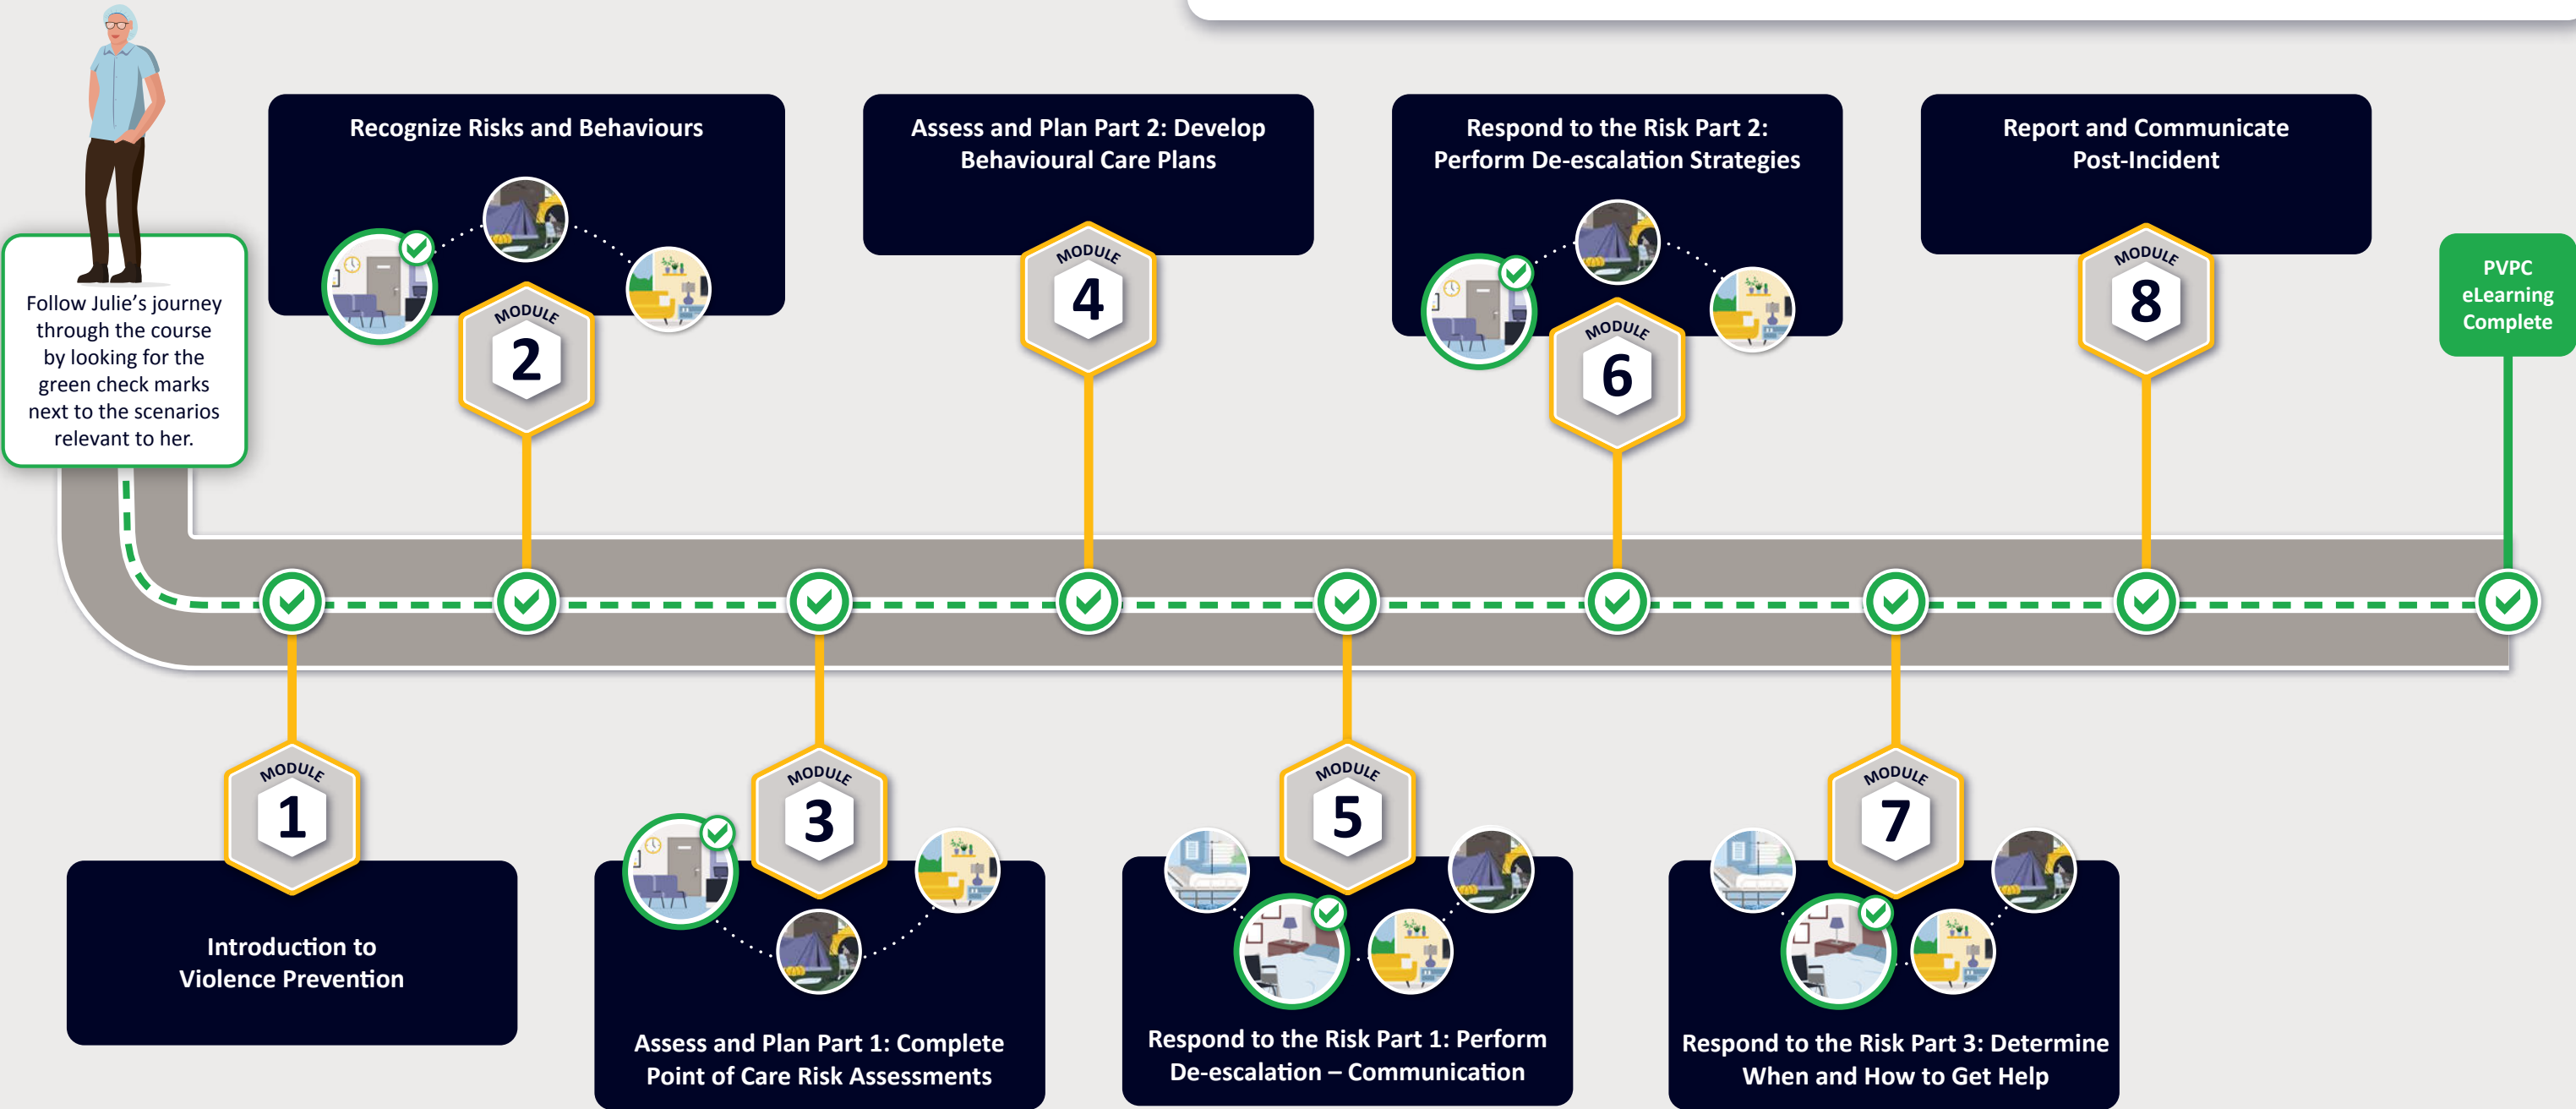 Follow Julie’s journey
through the course
by looking for the
green check marks
next to the scenarios
relevant to her.
MODULE
1
Introduction to
Violence Prevention
Recognize Risks and Behaviours
MODULE
2
MODULE
3
Assess and Plan Part 1: Complete
Point of Care Risk Assessments
Assess and Plan Part 2: Develop
Behavioural Care Plans
MODULE
4
MODULE
5
Respond to the Risk Part 1: Perform
De-escalation – Communication
Respond to the Risk Part 2:
Perform De-escalation Strategies
MODULE
6
MODULE
7
Respond to the Risk Part 3: Determine
When and How to Get Help
Report and Communicate
Post-Incident
MODULE
8
PVPC
eLearning
Complete